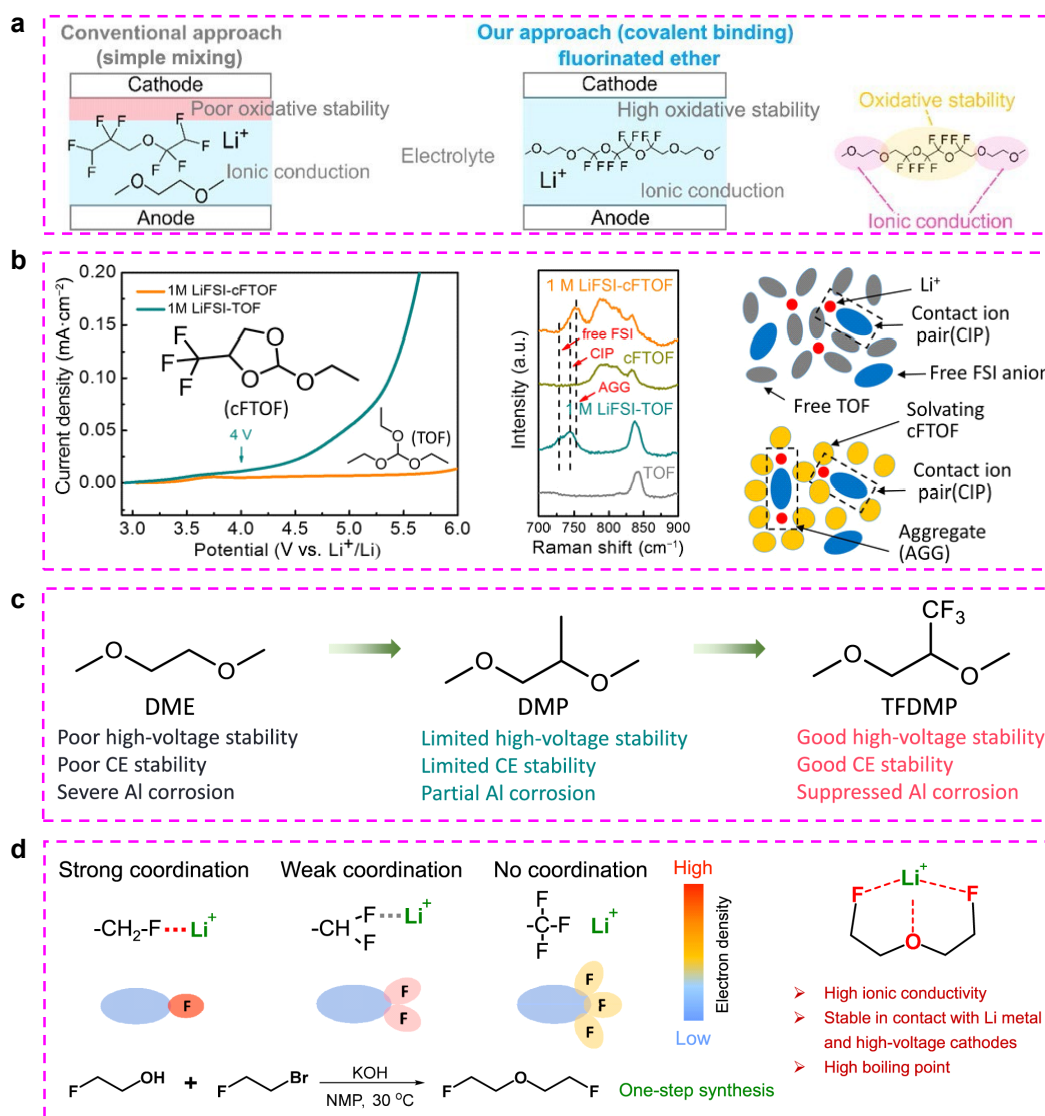 a
Conventional approach
(simple mixing)
Cathode
Poor oxidative stability
F F F F F F F F
O
Li+
O O
Ionic conduction
Anode
Electrolyte
Our approach (covalent binding)
fluorinated ether
Cathode
High oxidative stability
F F F F
O O O O O O
F F F F
Li+
Ionic conduction
Anode
Oxidative stability
F F F F
O O O O O O
F F F F
Ionic conduction
b
Current density (mA·cm−2)
0.20
0.15
0.10
0.05
0.00
1M LiFSI-cFTOF
1M LiFSI-TOF
F F F
O O O
(cFTOF)
4 V
O O O
(TOF)
3.0 3.5 4.0 4.5 5.0 5.5 6.0
Potential (V vs. Li+/Li)
Intensity (a.u.)
1 M LiFSI-cFTOF
free FSI
CIP
cFTOF
AGG
1 M LiFSI-TOF
TOF
700 750 800 850 900
Raman shift (cm−1)
Li+
Contact ion
pair(CIP)
Free FSI anion
Free TOF
Solvating
cFTOF
Contact ion
pair(CIP)
Aggregate
(AGG)
c
O O
DME
Poor high-voltage stability
Poor CE stability
Severe Al corrosion
O O
DMP
Limited high-voltage stability
Limited CE stability
Partial Al corrosion
CF3
O O
TFDMP
Good high-voltage stability
Good CE stability
Suppressed Al corrosion
d
Strong coordination
-CH2-F Li+
F
Weak coordination
-CH F F Li+
F F
No coordination
F
-C-F Li+
F
F F F
High
Electron density
Low
F OH + F Br
KOH
NMP, 30 °C
F O F
One-step synthesis
Li+
F F
O
➢ High ionic conductivity
➢ Stable in contact with Li metal
and high-voltage cathodes
➢ High boiling point